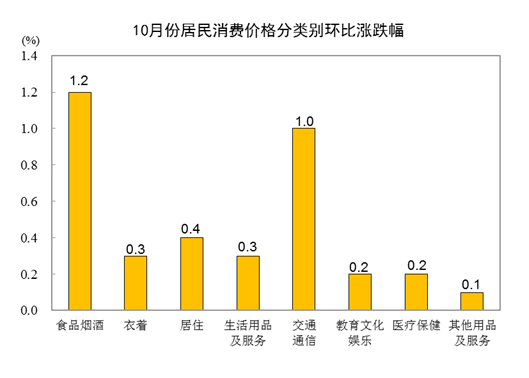 10月份居民消费价格分类别环比涨跌幅
(%)
1.4
1.2
1.0
0.8
0.6
0.4
0.2
0.0
1.2
0.3
0.4
0.3
1.0
0.2
0.2
0.1
食品烟酒
衣着
居住
生活用品
及服务
交通
通信
教育文化
娱乐
医疗保健
其他用品
及服务